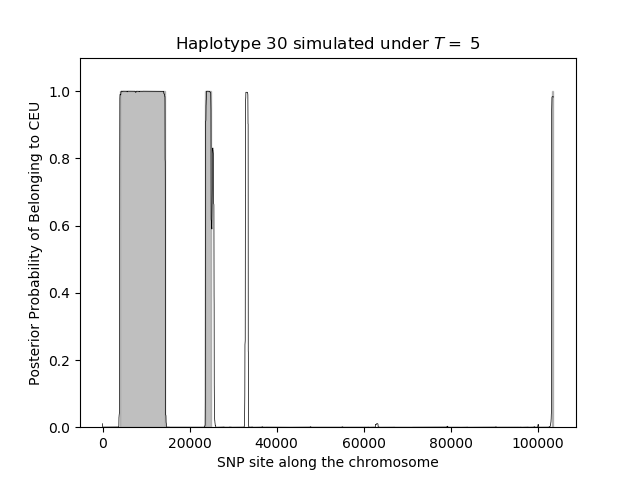 Haplotype 30 simulated under T = 5
Posterior Probability of Belonging to CEU
1.0
0.8
0.6
0.4
0.2
0.0
0 20000 40000 60000 80000 100000
SNP site along the chromosome